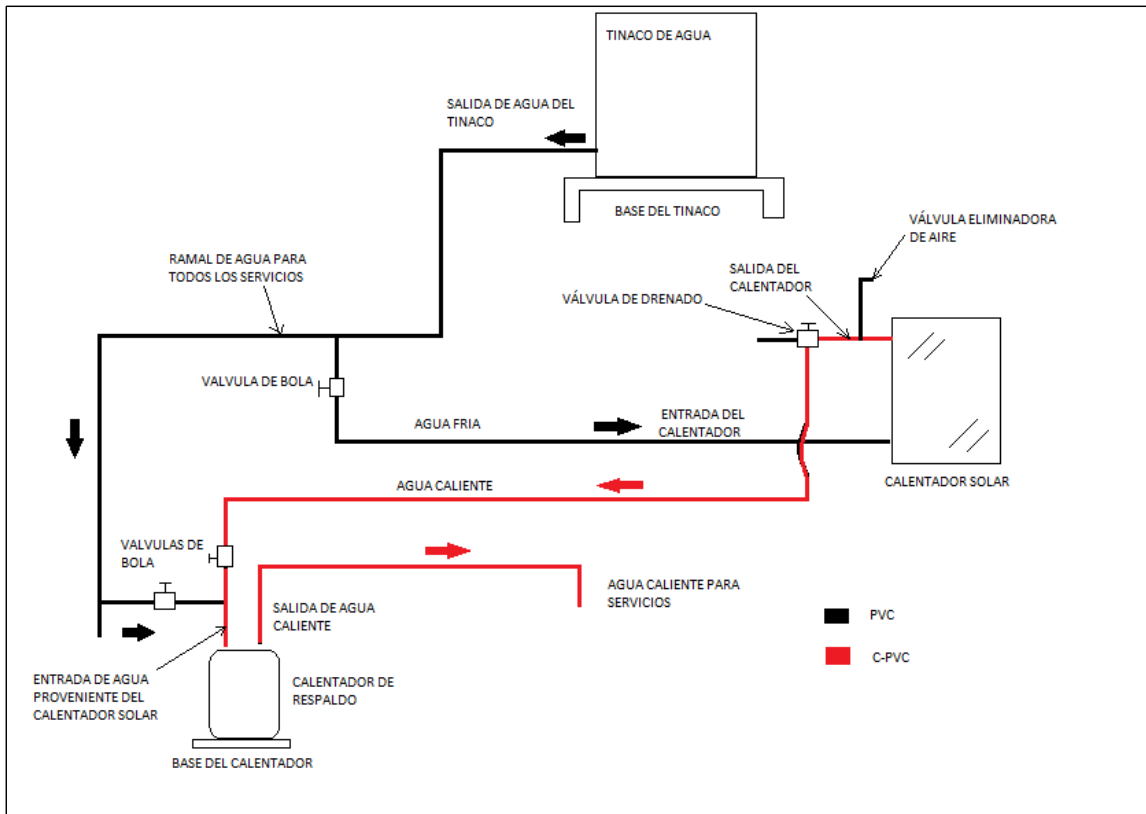 TINACO DE AGUA
SALIDA DE AGUA DEL
TINACO
BASE DEL TINACO
VÁLVULA ELIMINADORA
DE AIRE
RAMAL DE AGUA PARA
TODOS LOS SERVICIOS
SALIDA DEL
CALENTADOR
VÁLVULA DE DRENADO
VALVULA DE BOLA
AGUA FRIA
ENTRADA DEL
CALENTADOR
CALENTADOR SOLAR
AGUA CALIENTE
VALVULAS DE
BOLA
AGUA CALIENTE PARA
SERVICIOS
SALIDA DE AGUA
CALIENTE
PVC
C-PVC
ENTRADA DE AGUA
PROVENIENTE DEL
CALENTADOR SOLAR
CALENTADOR DE
RESPALDO
BASE DEL CALENTADOR